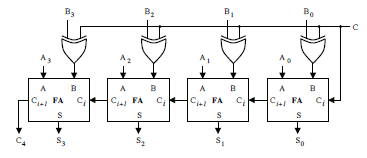 B3 B2 B1 B0
C
A3 A2 A1 A0
A B A B A B A B
Ci+1 FA Ci Ci+1 FA Ci Ci+1 FA Ci Ci+1 FA Ci
S S S S
C4 S3 S2 S1 S0